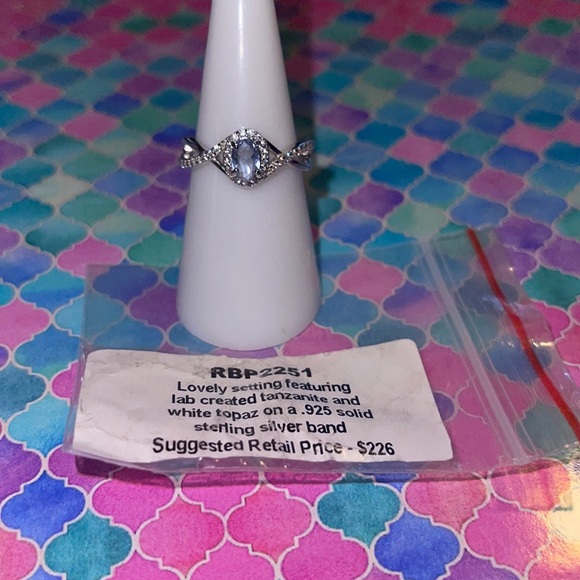 RBP2251
Lovely setting featuring
lab created tanzanite and
white topaz on a .925 solid
sterling silver band
Suggested Retail Price - $226